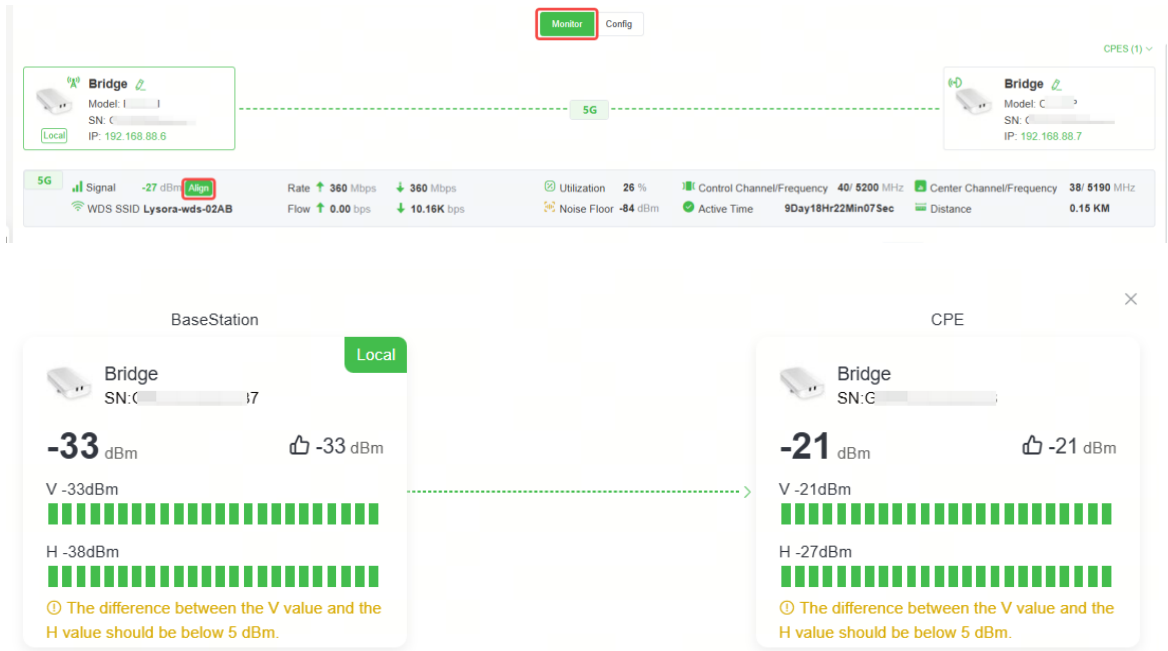 Monitor Config
CPES (1)
Bridge
Model:
SN:
Local IP: 192.168.88.6
5G
Bridge
Model:
SN:
IP: 192.168.88.7
5G Signal -27 dBm Align Rate 360 Mbps 360 Mbps Utilization 26 % Control Channel/Frequency 40/ 5200 MHz Center Channel/Frequency 38/ 5190 MHz
WDS SSID Lysora-wds-02AB Flow 0.00 bps 10.16K bps Noise Floor -84 dBm Active Time 9Day18Hr22Min07Sec Distance 0.15 KM
BaseStation
Local
Bridge
SN:
-33 dBm -33 dBm
V -33dBm
H -38dBm
The difference between the V value and the
H value should be below 5 dBm.
CPE
Bridge
SN:G
-21 dBm -21 dBm
V -21dBm
H -27dBm
The difference between the V value and the
H value should be below 5 dBm.